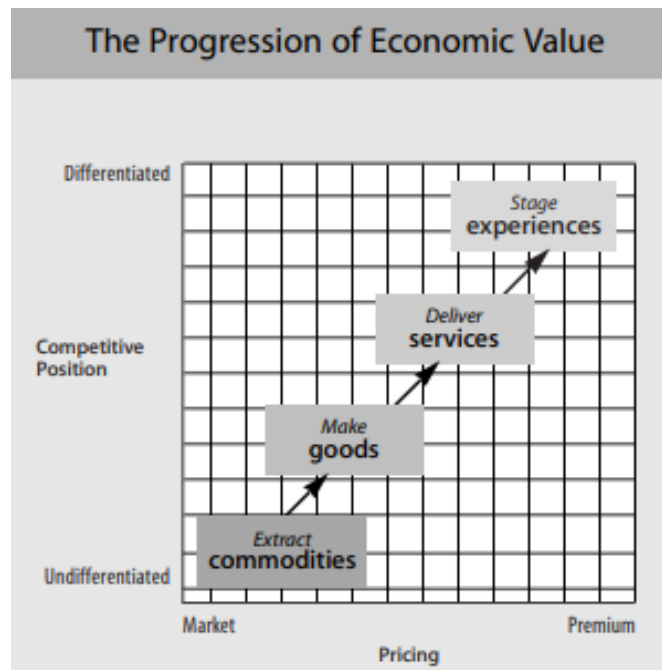 The Progression of Economic Value
Differentiated
Stage
experiences
Deliver
services
Competitive
Position
Make
goods
Extract
commodities
Undifferentiated
Market
Premium
Pricing